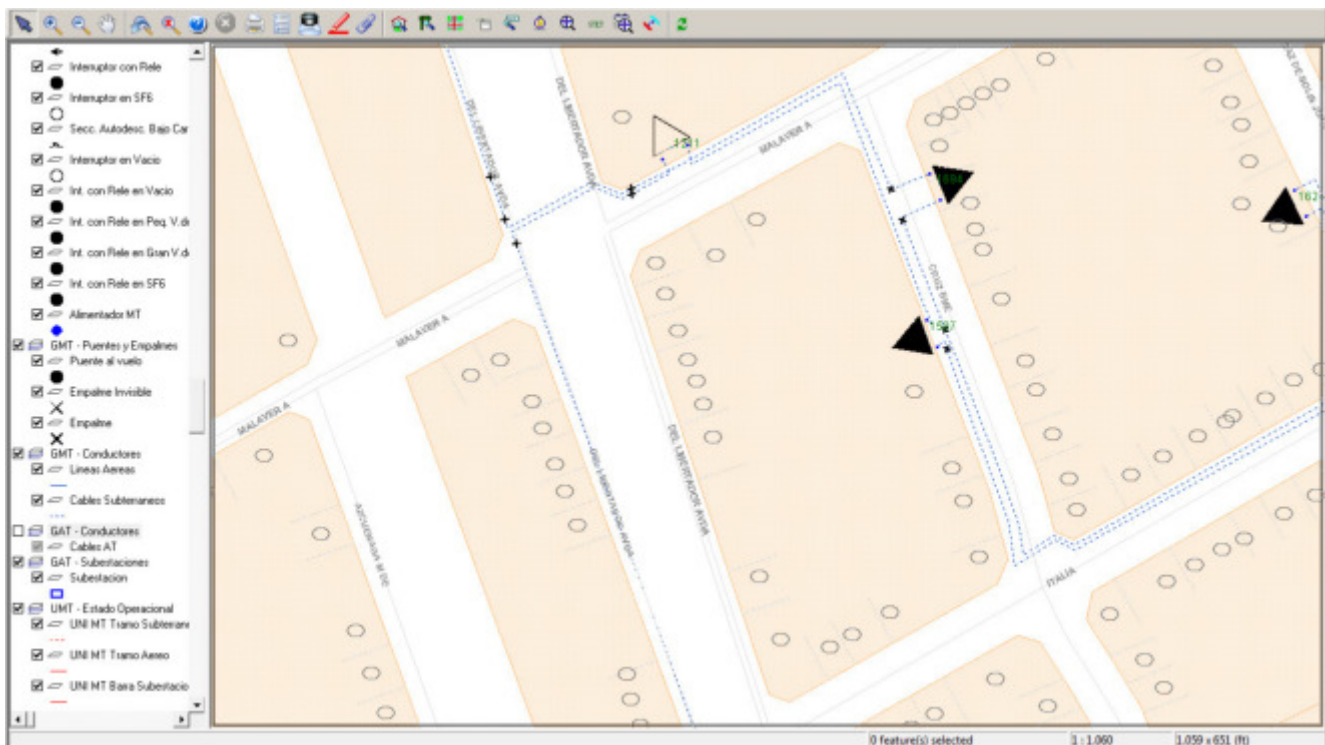 Interruptor con Rele
Interruptor en SF6
Secc. Autodesc. Bajo Car
Interruptor en Vacio
Int. con Rele en Vacio
Int. con Rele en Peq. V.de
Int. con Rele en Gran V.de
Int. con Rele en SF6
Alimentador MT
GMT - Puentes y Empalmes
Puente al vuelo
Empalme Invisible
Empalme
GMT - Conductores
Lineas Aereas
Cables Subterraneos
GAT - Conductores
Cables AT
GAT - Subestaciones
Subestacion
UMT - Estado Operacional
UNI MT Tramo Subterrane
UNI MT Tramo Aereo
UNI MT Barra Subestacio
DEL LIBERTADOR AVDA
DEL LIBERTADOR AVDA
MALAVER A
MALAVER A
MALAVER A
DEL LIBERTADOR AVDA
DEL LIBERTADOR AVDA
ITALIA
0 feature(s) selected
1 : 1.060
1.059 x 651 (ft)